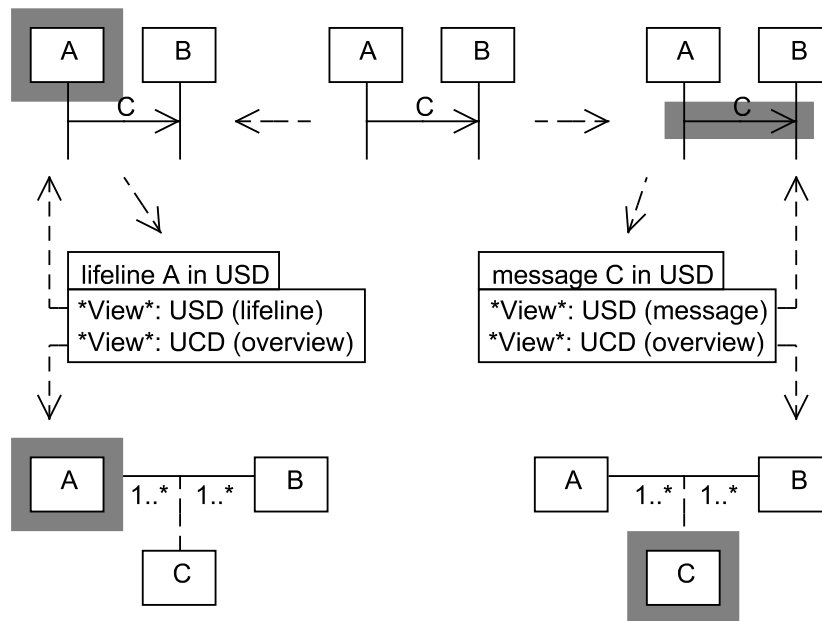 A B
C
A B
C
A B
C
lifeline A in USD
*View*: USD (lifeline)
*View*: UCD (overview)
message C in USD
*View*: USD (message)
*View*: UCD (overview)
A 1..* 1..* B
C
A 1..* 1..* B
C